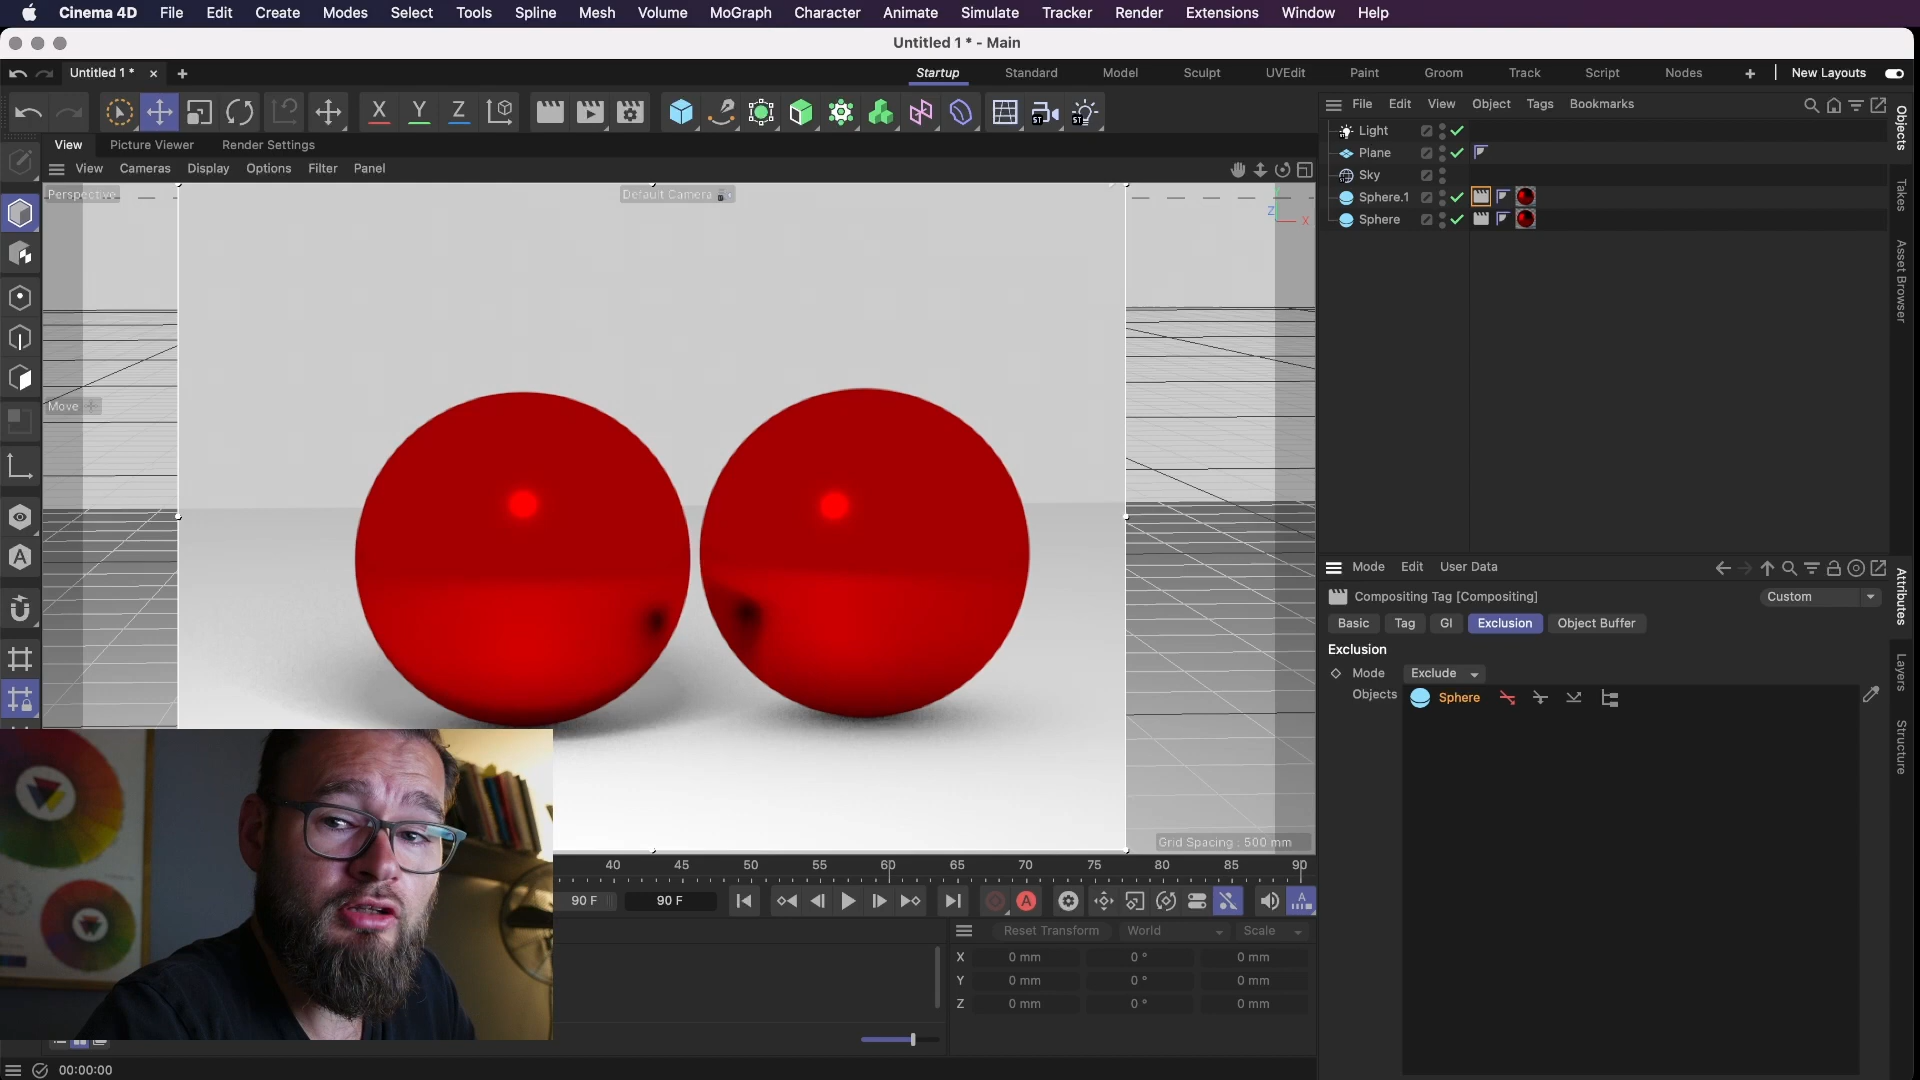 Cinema 4D File Edit Create Modes Select Tools Spline Mesh Volume MoGraph Character Animate Simulate Tracker Render Extensions Window Help
Untitled 1 * - Main
Untitled 1 *
Startup Standard Model Sculpt UVEdit Paint Groom Track Script Nodes New Layouts
X Y Z
File Edit View Object Tags Bookmarks
View Picture Viewer Render Settings
View Cameras Display Options Filter Panel
Perspective
Default Camera
Z X
Move
Grid Spacing : 500 mm
Light
Plane
Sky
Sphere.1
Sphere
Objects
Takes
Asset Browser
Mode Edit User Data
Compositing Tag [Compositing]
Custom
Basic Tag GI Exclusion Object Buffer
Exclusion
Mode Exclude
Objects Sphere
Attributes
Layers
Structure
40 45 50 55 60 65 70 75 80 85 90
90 F 90 F
Reset Transform World Scale
X 0 mm 0 ° 0 mm
Y 0 mm 0 ° 0 mm
Z 0 mm 0 ° 0 mm
00:00:00